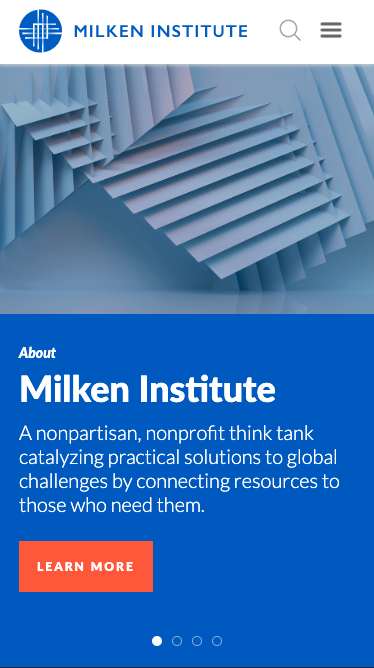 MILKEN INSTITUTE
About
Milken Institute
A nonpartisan, nonprofit think tank
catalyzing practical solutions to global
challenges by connecting resources to
those who need them.
LEARN MORE